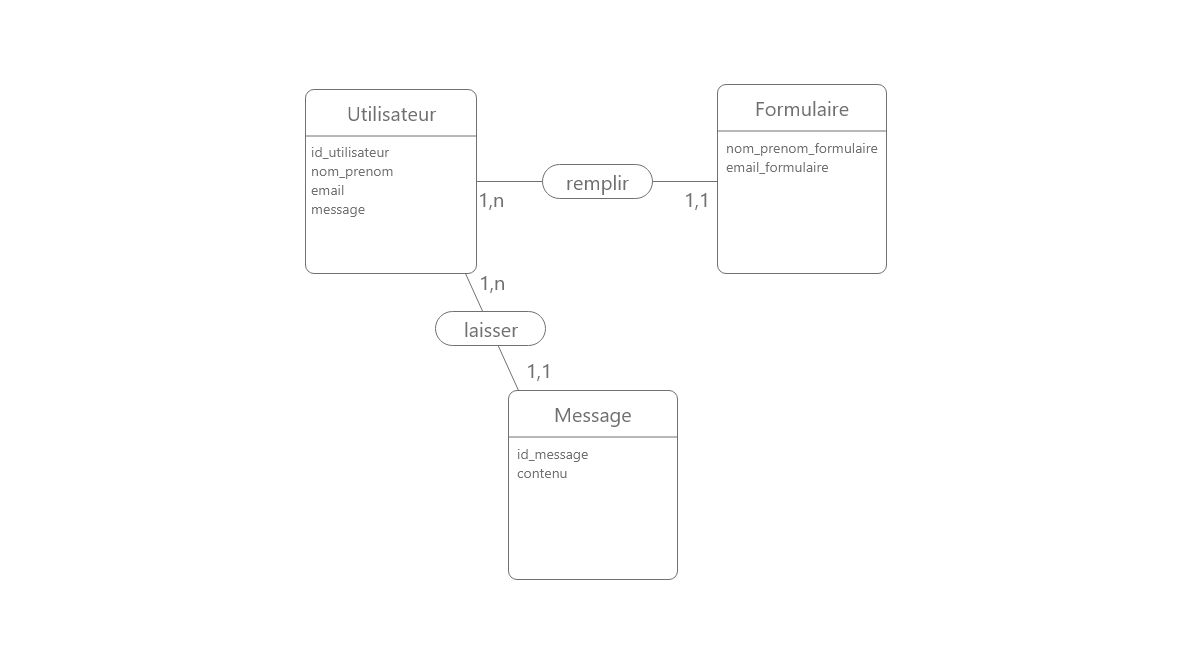 Utilisateur
id_utilisateur
nom_prenom
email
message
1,n
remplir
1,1
Formulaire
nom_prenom_formulaire
email_formulaire
1,n
laisser
1,1
Message
id_message
contenu